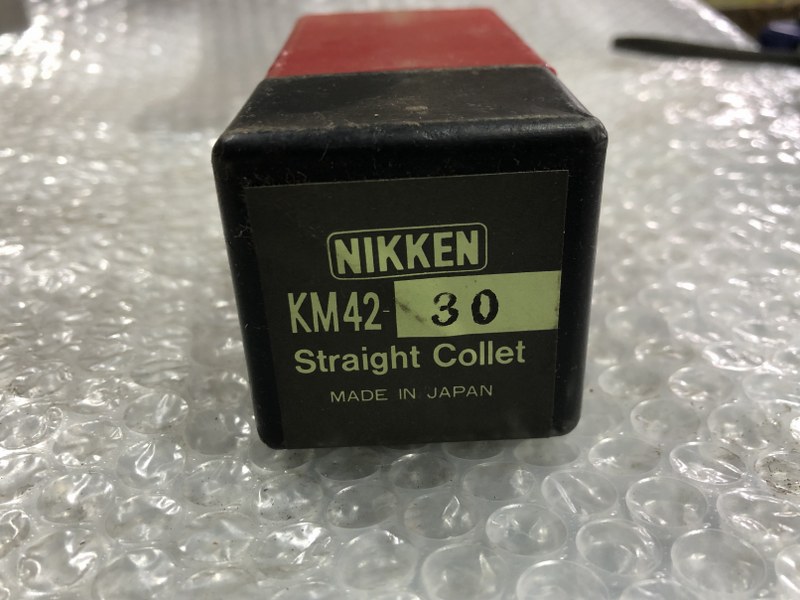 NIKKEN
KM42-30
Straight Collet
MADE IN JAPAN